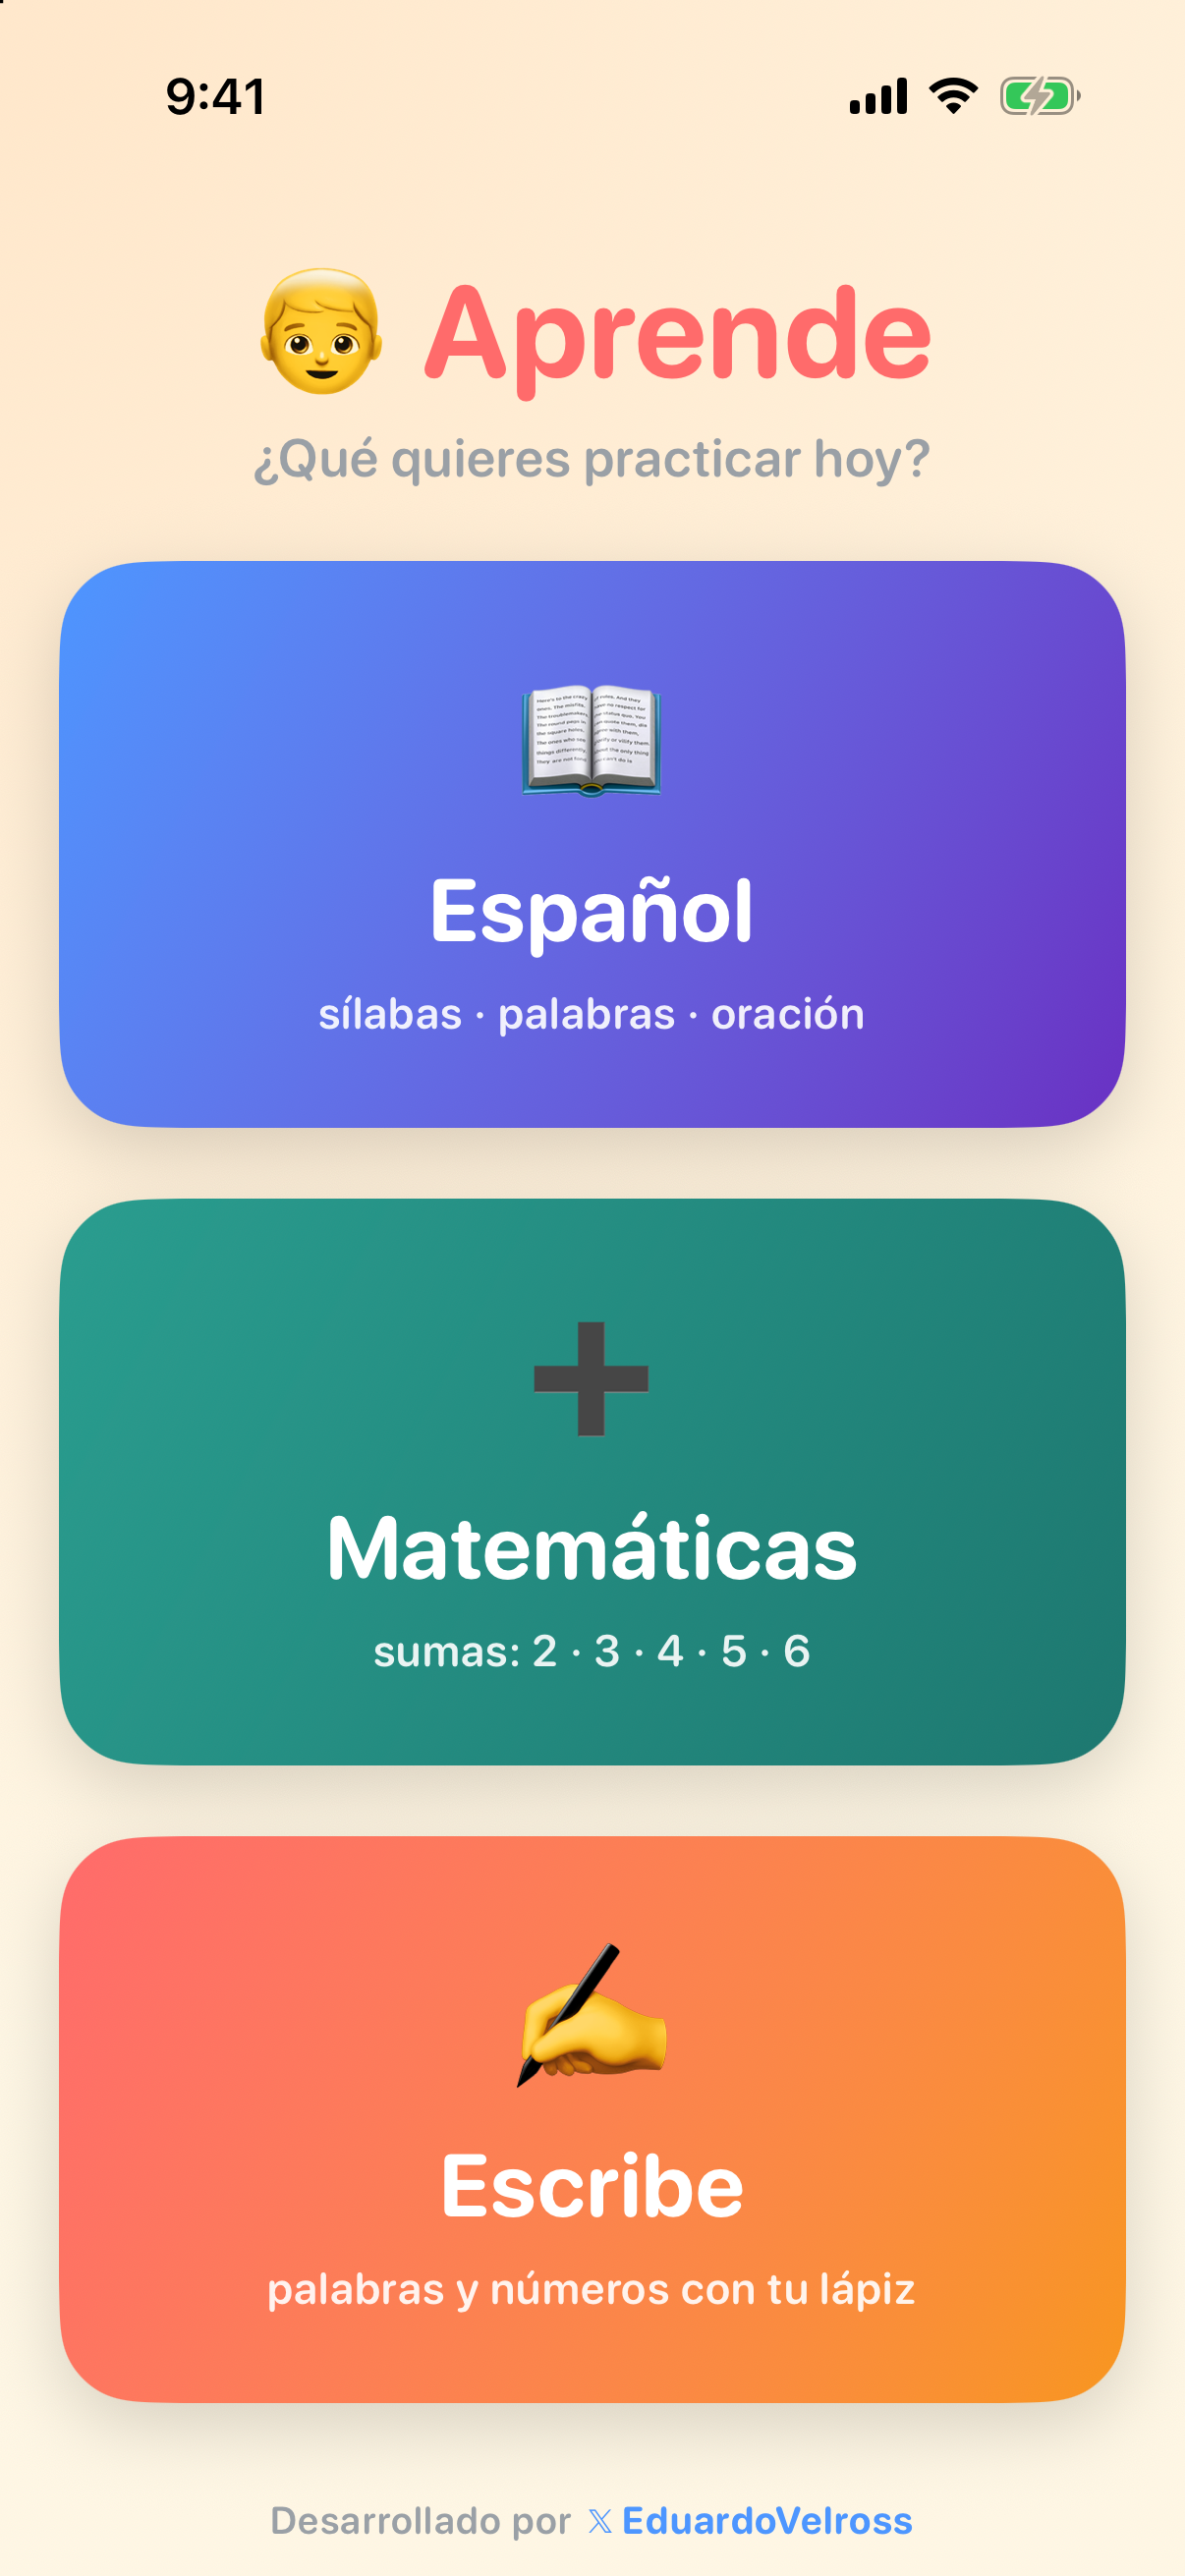 9:41
👦 Aprende
¿Qué quieres practicar hoy?
Español
sílabas · palabras · oración
➕
Matemáticas
sumas: 2 · 3 · 4 · 5 · 6
Escribe
palabras y números con tu lápiz
Desarrollado por 𝕏 EduardoVelross